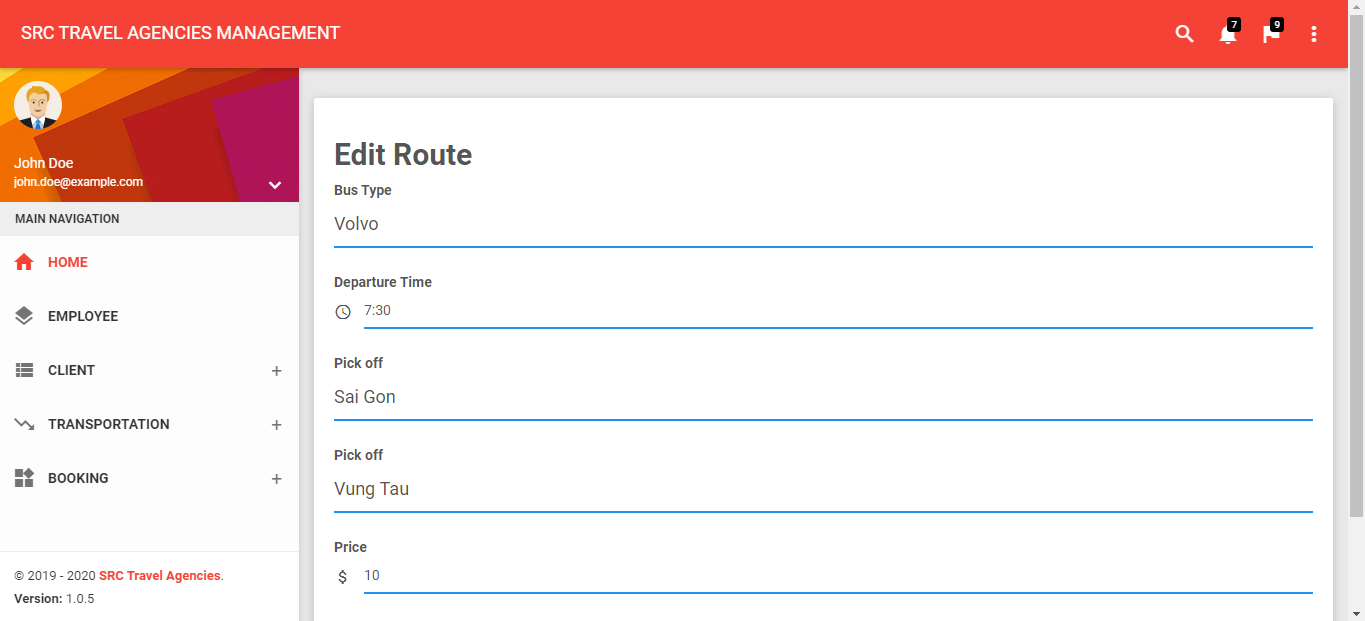 SRC TRAVEL AGENCIES MANAGEMENT
7
9
John Doe
john.doe@example.com
MAIN NAVIGATION
HOME
EMPLOYEE
CLIENT +
TRANSPORTATION +
BOOKING +
© 2019 - 2020 SRC Travel Agencies.
Version: 1.0.5
Edit Route
Bus Type
Volvo
Departure Time
7:30
Pick off
Sai Gon
Pick off
Vung Tau
Price
$ 10